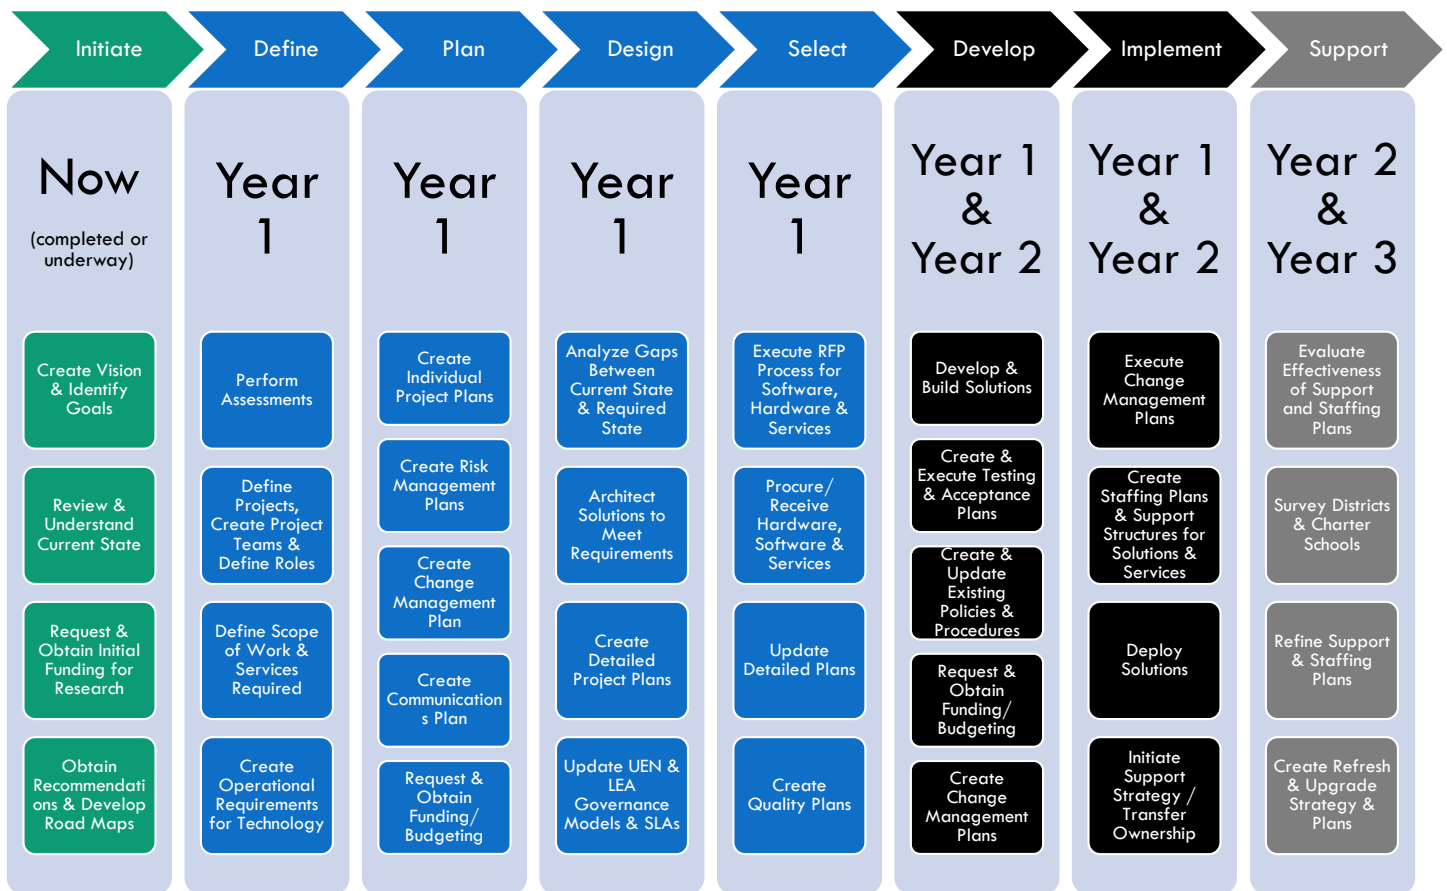 Initiate
Define
Plan
Design
Select
Develop
Implement
Support
Now
(completed or
underway)
Create Vision
& Identify
Goals
Review &
Understand
Current State
Request &
Obtain Initial
Funding for
Research
Obtain
Recommendati
ons & Develop
Road Maps
Year
1
Perform
Assessments
Define
Projects,
Create Project
Teams &
Define Roles
Define Scope
of Work &
Services
Required
Create
Operational
Requirements
for Technology
Year
1
Create
Individual
Project Plans
Create Risk
Management
Plans
Create
Change
Management
Plan
Create
Communication
s Plan
Request &
Obtain
Funding/
Budgeting
Year
1
Analyze Gaps
Between
Current State
& Required
State
Architect
Solutions to
Meet
Requirements
Create
Detailed
Project Plans
Update UEN &
LEA
Governance
Models & SLAs
Year
1
Execute RFP
Process for
Software,
Hardware &
Services
Procure/
Receive
Hardware,
Software &
Services
Update
Detailed Plans
Create
Quality Plans
Year 1
&
Year 2
Develop &
Build Solutions
Create &
Execute Testing
& Acceptance
Plans
Create &
Update
Existing
Policies &
Procedures
Request &
Obtain
Funding/
Budgeting
Create
Change
Management
Plans
Year 1
&
Year 2
Execute
Change
Management
Plans
Create
Staffing Plans
& Support
Structures for
Solutions &
Services
Deploy
Solutions
Initiate
Support
Strategy /
Transfer
Ownership
Year 2
&
Year 3
Evaluate
Effectiveness
of Support
and Staffing
Plans
Survey Districts
& Charter
Schools
Refine Support
& Staffing
Plans
Create Refresh
& Upgrade
Strategy &
Plans